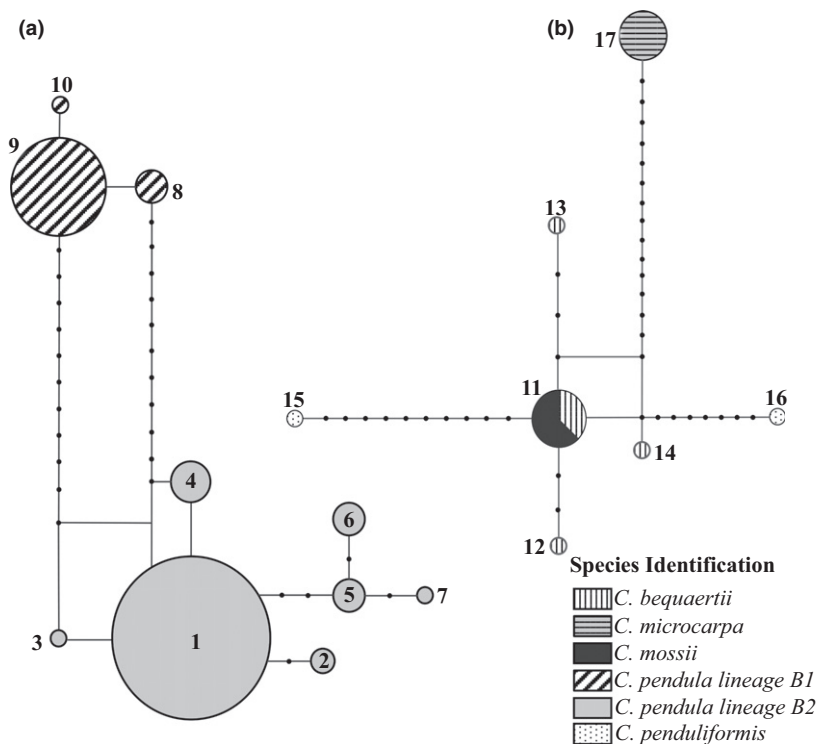 (a)
(b)
10
17
9
8
13
11
15
16
4
14
6
12
5
7
3
1
2
Species Identification
C. bequaertii
C. microcarpa
C. mossii
C. pendula lineage B1
C. pendula lineage B2
C. penduliformis